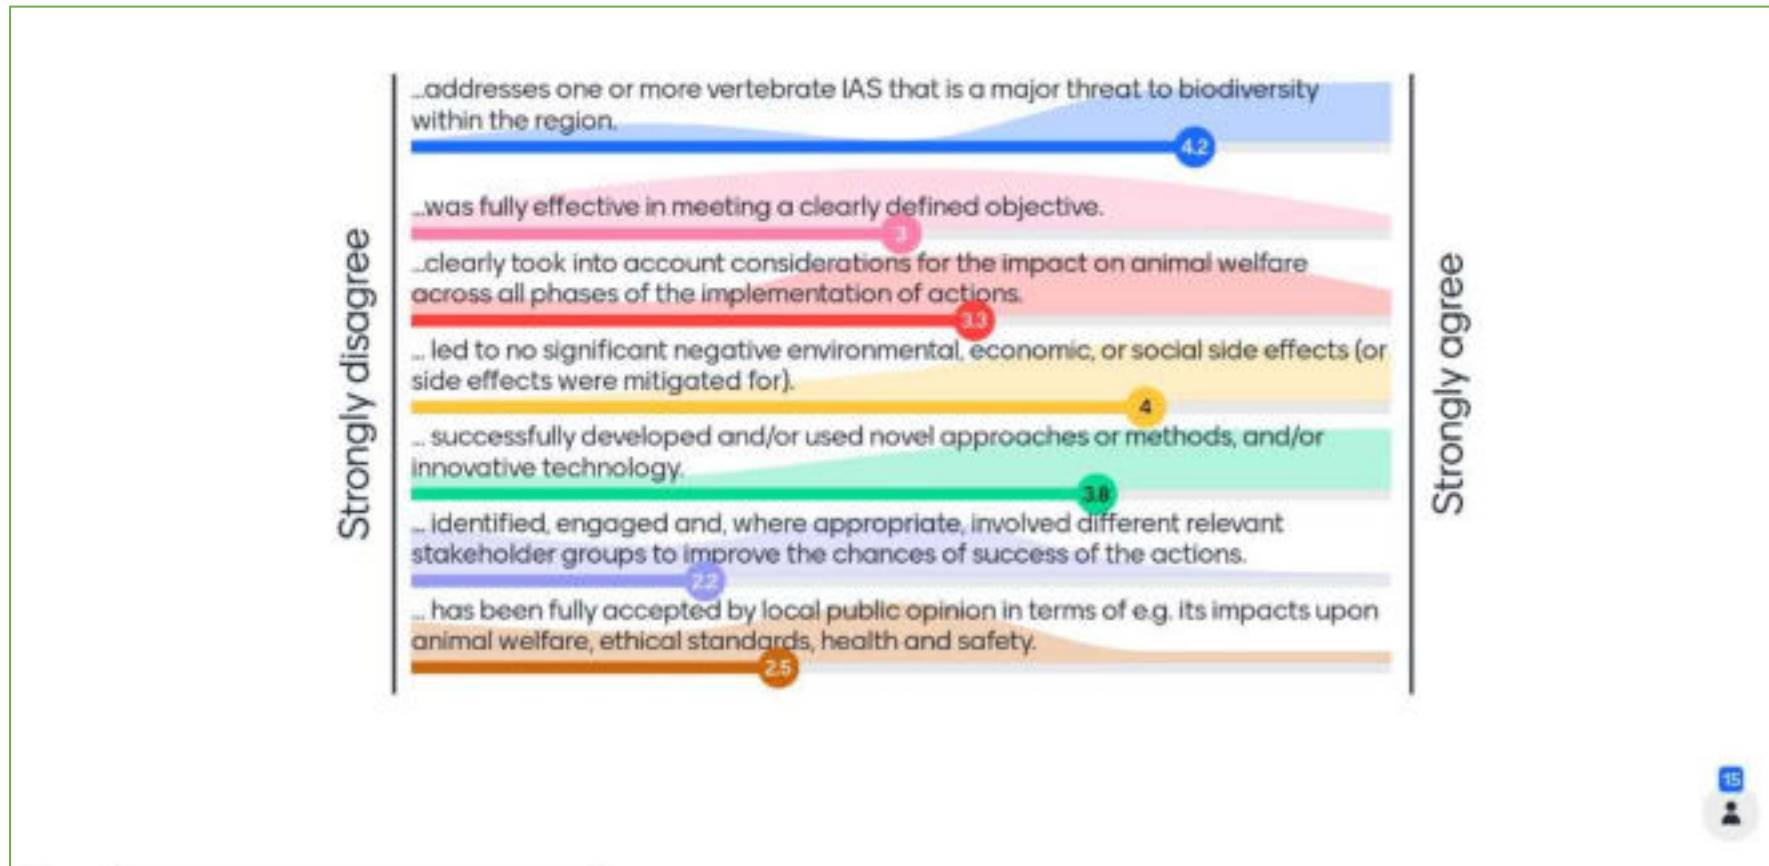 ...addresses one or more vertebrate IAS that is a major threat to biodiversity
within the region.
4.2
...was fully effective in meeting a clearly defined objective.
3
...clearly took into account considerations for the impact on animal welfare
across all phases of the implementation of actions.
3.3
... led to no significant negative environmental, economic, or social side effects (or
side effects were mitigated for).
4
... successfully developed and/or used novel approaches or methods, and/or
innovative technology.
3.8
... identified, engaged and, where appropriate, involved different relevant
stakeholder groups to improve the chances of success of the actions.
2.2
... has been fully accepted by local public opinion in terms of e.g. its impacts upon
animal welfare, ethical standards, health and safety.
2.5
Strongly disagree
Strongly agree
15